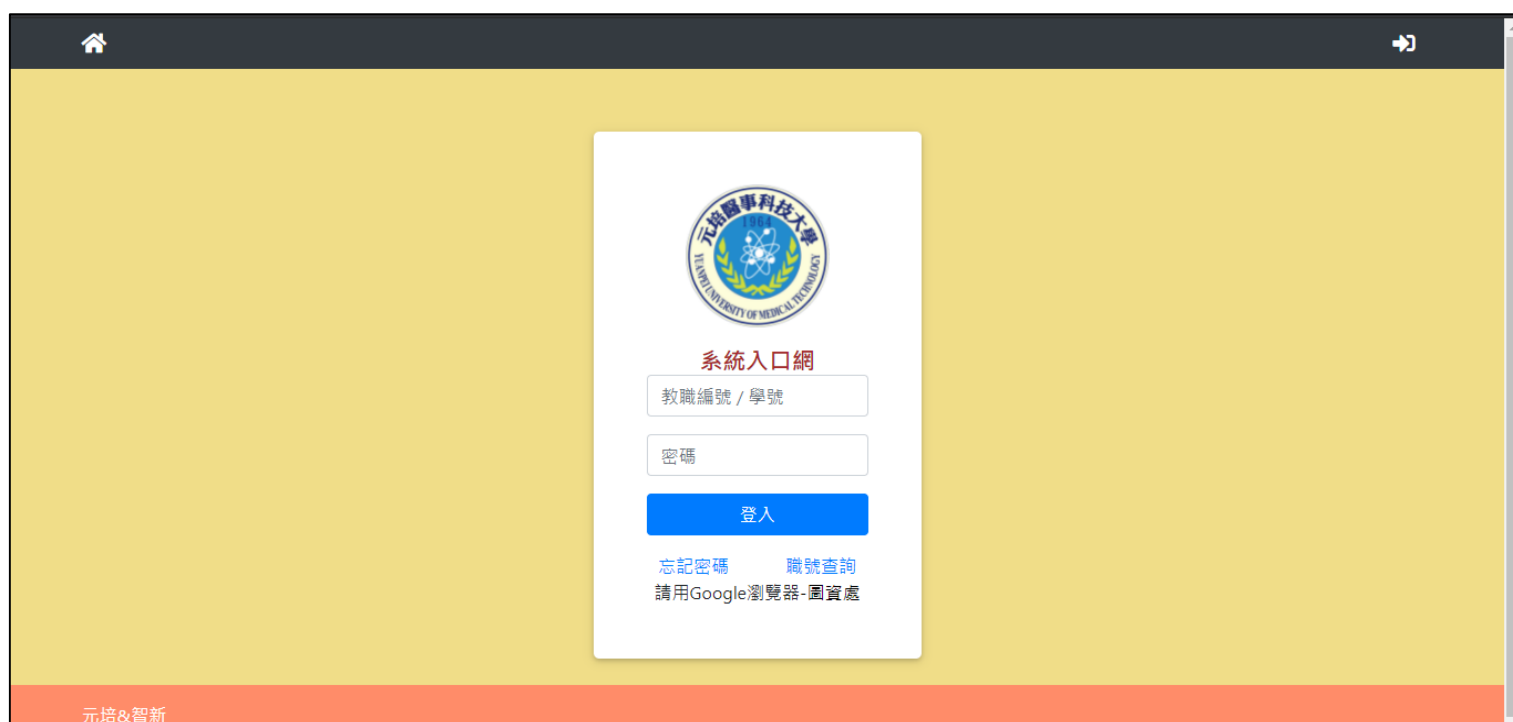 元培醫事科技大學
1964
YUANPEI UNIVERSITY OF MEDICAL TECHNOLOGY
系統入口網
教職編號 / 學號
密碼
登入
忘記密碼 職號查詢
請用Google瀏覽器-圖資處
元培&智新